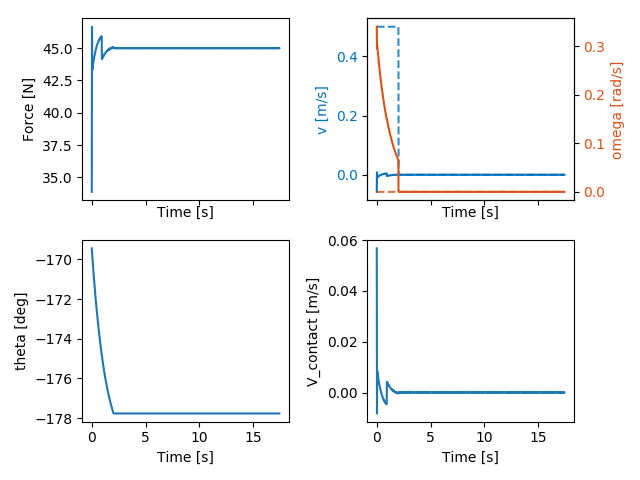 45.0
42.5
40.0
37.5
35.0
Force [N]
Time [s]
0.4
0.2
0.0
v [m/s]
0.3
0.2
0.1
0.0
omega [rad/s]
Time [s]
−170
−172
−174
−176
−178
theta [deg]
0 5 10 15
Time [s]
0.06
0.04
0.02
0.00
V_contact [m/s]
0 5 10 15
Time [s]